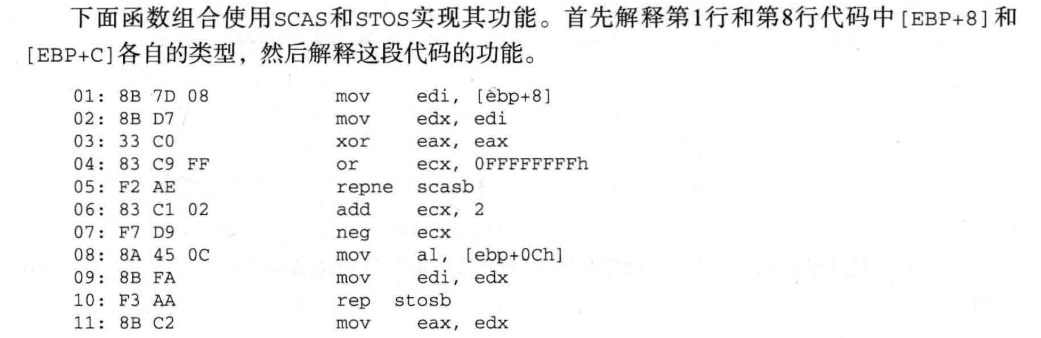 下面函数组合使用SCAS和STOS实现其功能。首先解释第1行和第8行代码中[EBP+8]和
[EBP+C]各自的类型，然后解释这段代码的功能。
01: 8B 7D 08 mov edi, [ebp+8]
02: 8B D7 mov edx, edi
03: 33 C0 xor eax, eax
04: 83 C9 FF or ecx, 0FFFFFFFFh
05: F2 AE repne scasb
06: 83 C1 02 add ecx, 2
07: F7 D9 neg ecx
08: 8A 45 0C mov al, [ebp+0Ch]
09: 8B FA mov edi, edx
10: F3 AA rep stosb
11: 8B C2 mov eax, edx